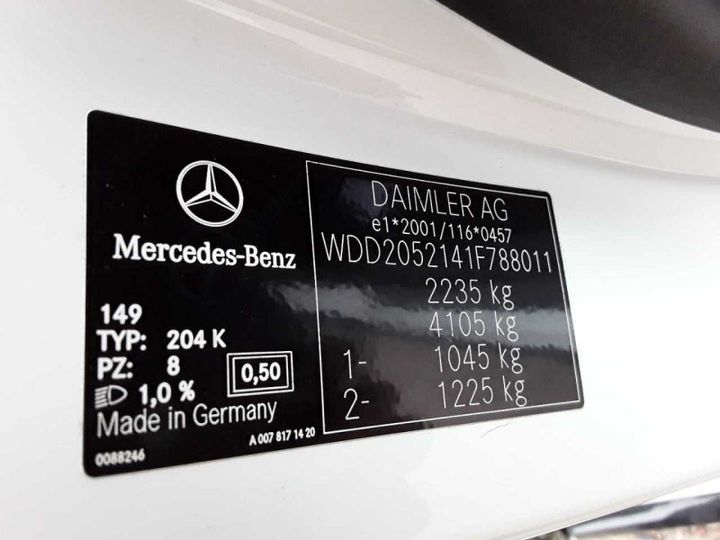 Mercedes-Benz
149
TYP: 204 K
PZ: 8
1,0 %
0,50
Made in Germany
A 007 817 14 20
0088246
DAIMLER AG
e1*2001/116*0457
WDD2052141F788011
2235 kg
4105 kg
1- 1045 kg
2- 1225 kg